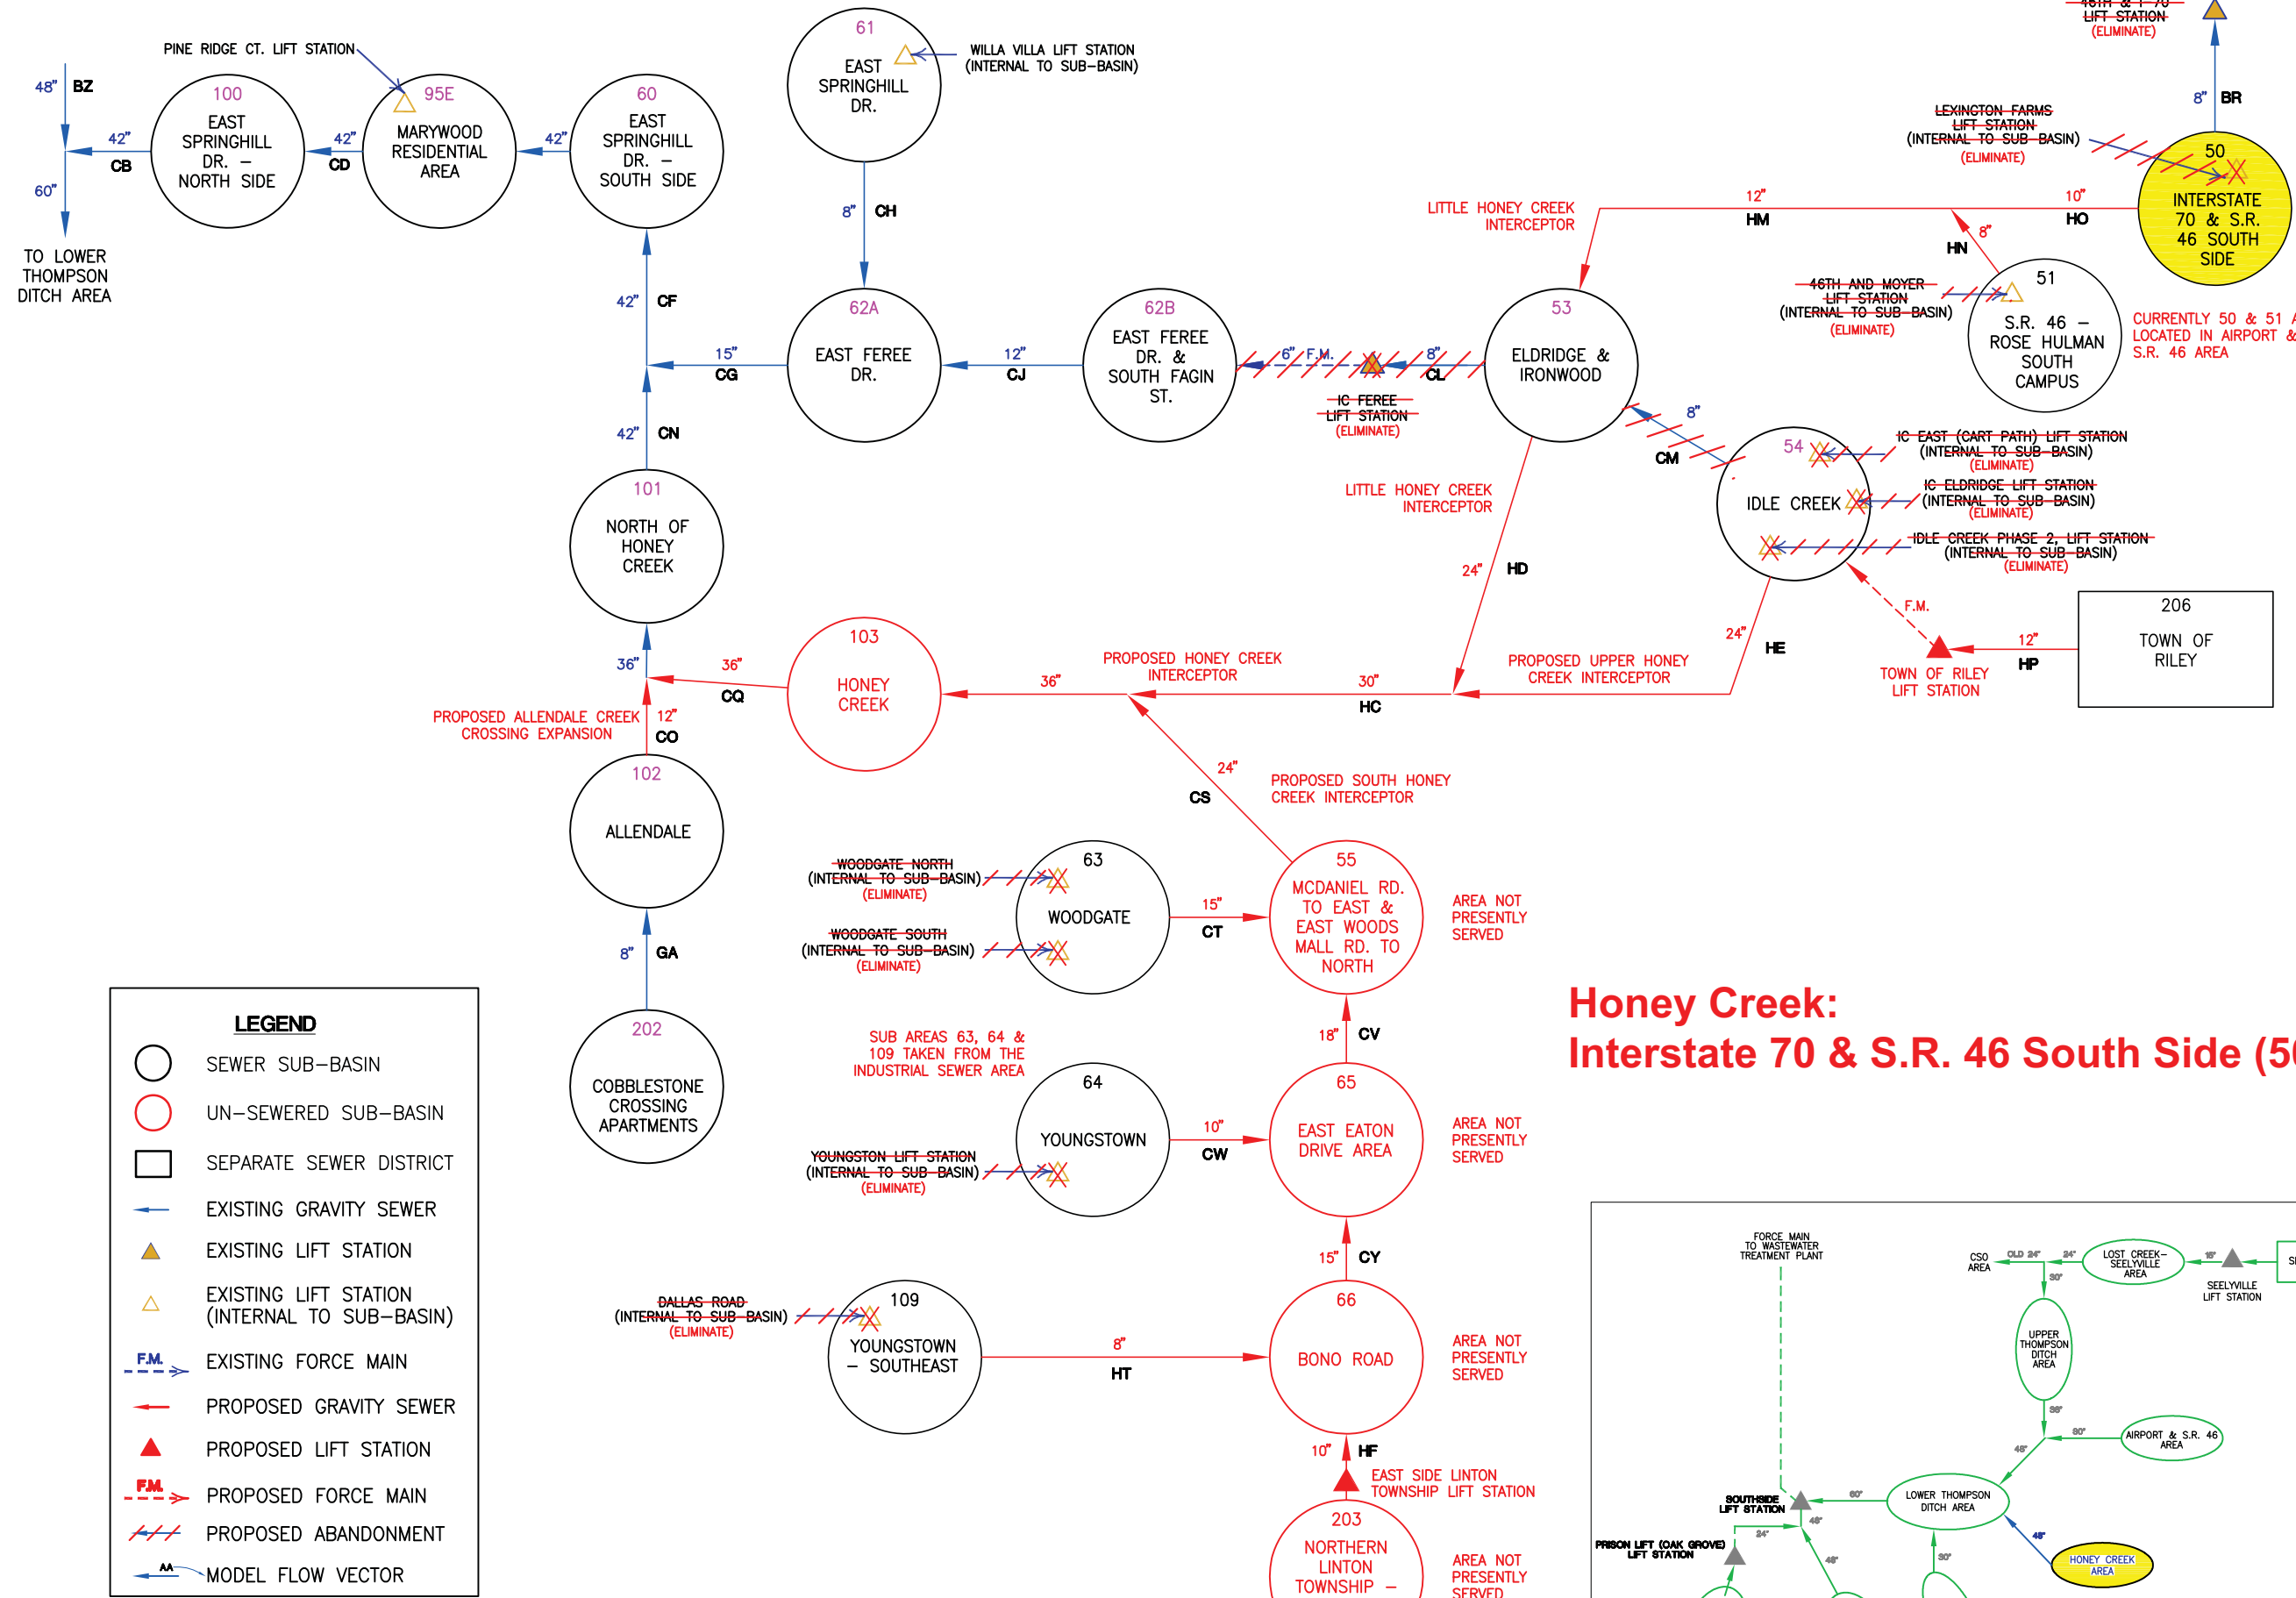 46TH & I-70
LIFT STATION
(ELIMINATE)
8" BR
61
EAST
SPRINGHILL
DR.
WILLA VILLA LIFT STATION
(INTERNAL TO SUB-BASIN)
PINE RIDGE CT. LIFT STATION
48" BZ
42"
CB
60"
TO LOWER
THOMPSON
DITCH AREA
100
EAST
SPRINGHILL
DR. –
NORTH SIDE
42"
CD
95E
MARYWOOD
RESIDENTIAL
AREA
42"
60
EAST
SPRINGHILL
DR. –
SOUTH SIDE
8" CH
42" CF
62A
EAST FEREE
DR.
15"
CG
12"
CJ
62B
EAST FEREE
DR. &
SOUTH FAGIN
ST.
6" F.M.
8"
CL
IC FEREE
LIFT STATION
(ELIMINATE)
53
ELDRIDGE &
IRONWOOD
LITTLE HONEY CREEK
INTERCEPTOR
12"
HM
10"
HO
8"
HN
LEXINGTON FARMS
LIFT STATION
(INTERNAL TO SUB-BASIN)
(ELIMINATE)
50
INTERSTATE
70 & S.R.
46 SOUTH
SIDE
46TH AND MOYER
LIFT STATION
(INTERNAL TO SUB-BASIN)
(ELIMINATE)
51
S.R. 46 –
ROSE HULMAN
SOUTH
CAMPUS
CURRENTLY 50 & 51 A
LOCATED IN AIRPORT &
S.R. 46 AREA
8"
CM
54
IDLE CREEK
IC EAST (CART PATH) LIFT STATION
(INTERNAL TO SUB-BASIN)
(ELIMINATE)
IC ELDRIDGE LIFT STATION
(INTERNAL TO SUB-BASIN)
(ELIMINATE)
IDLE CREEK PHASE 2, LIFT STATION
(INTERNAL TO SUB-BASIN)
(ELIMINATE)
F.M.
206
TOWN OF
RILEY
12"
HP
TOWN OF RILEY
LIFT STATION
42" CN
101
NORTH OF
HONEY
CREEK
LITTLE HONEY CREEK
INTERCEPTOR
24" HD
24" HE
PROPOSED UPPER HONEY
CREEK INTERCEPTOR
30"
HC
PROPOSED HONEY CREEK
INTERCEPTOR
36"
103
HONEY
CREEK
36"
CQ
36"
PROPOSED ALLENDALE CREEK
CROSSING EXPANSION
12"
CO
102
ALLENDALE
8" GA
202
COBBLESTONE
CROSSING
APARTMENTS
24"
CS
PROPOSED SOUTH HONEY
CREEK INTERCEPTOR
WOODGATE NORTH
(INTERNAL TO SUB-BASIN)
(ELIMINATE)
WOODGATE SOUTH
(INTERNAL TO SUB-BASIN)
(ELIMINATE)
63
WOODGATE
15"
CT
55
MCDANIEL RD.
TO EAST &
EAST WOODS
MALL RD. TO
NORTH
AREA NOT
PRESENTLY
SERVED
18" CV
SUB AREAS 63, 64 &
109 TAKEN FROM THE
INDUSTRIAL SEWER AREA
64
YOUNGSTOWN
YOUNGSTON LIFT STATION
(INTERNAL TO SUB-BASIN)
(ELIMINATE)
10"
CW
65
EAST EATON
DRIVE AREA
AREA NOT
PRESENTLY
SERVED
15" CY
DALLAS ROAD
(INTERNAL TO SUB-BASIN)
(ELIMINATE)
109
YOUNGSTOWN
– SOUTHEAST
8"
HT
66
BONO ROAD
AREA NOT
PRESENTLY
SERVED
10" HF
EAST SIDE LINTON
TOWNSHIP LIFT STATION
203
NORTHERN
LINTON
TOWNSHIP –
AREA NOT
PRESENTLY
SERVED
Honey Creek:
Interstate 70 & S.R. 46 South Side (50
LEGEND
SEWER SUB-BASIN
UN-SEWERED SUB-BASIN
SEPARATE SEWER DISTRICT
EXISTING GRAVITY SEWER
EXISTING LIFT STATION
EXISTING LIFT STATION
(INTERNAL TO SUB-BASIN)
F.M. EXISTING FORCE MAIN
PROPOSED GRAVITY SEWER
PROPOSED LIFT STATION
F.M. PROPOSED FORCE MAIN
PROPOSED ABANDONMENT
AA MODEL FLOW VECTOR
FORCE MAIN
TO WASTEWATER
TREATMENT PLANT
CSO
AREA
OLD 24"
24"
LOST CREEK–
SEELYVILLE
AREA
15"
SEELYVILLE
LIFT STATION
30"
UPPER
THOMPSON
DITCH
AREA
36"
30"
AIRPORT & S.R. 46
AREA
48"
LOWER THOMPSON
DITCH AREA
60"
SOUTHSIDE
LIFT STATION
48"
24"
PRISON LIFT (OAK GROVE)
LIFT STATION
48"
30"
48"
HONEY CREEK
AREA